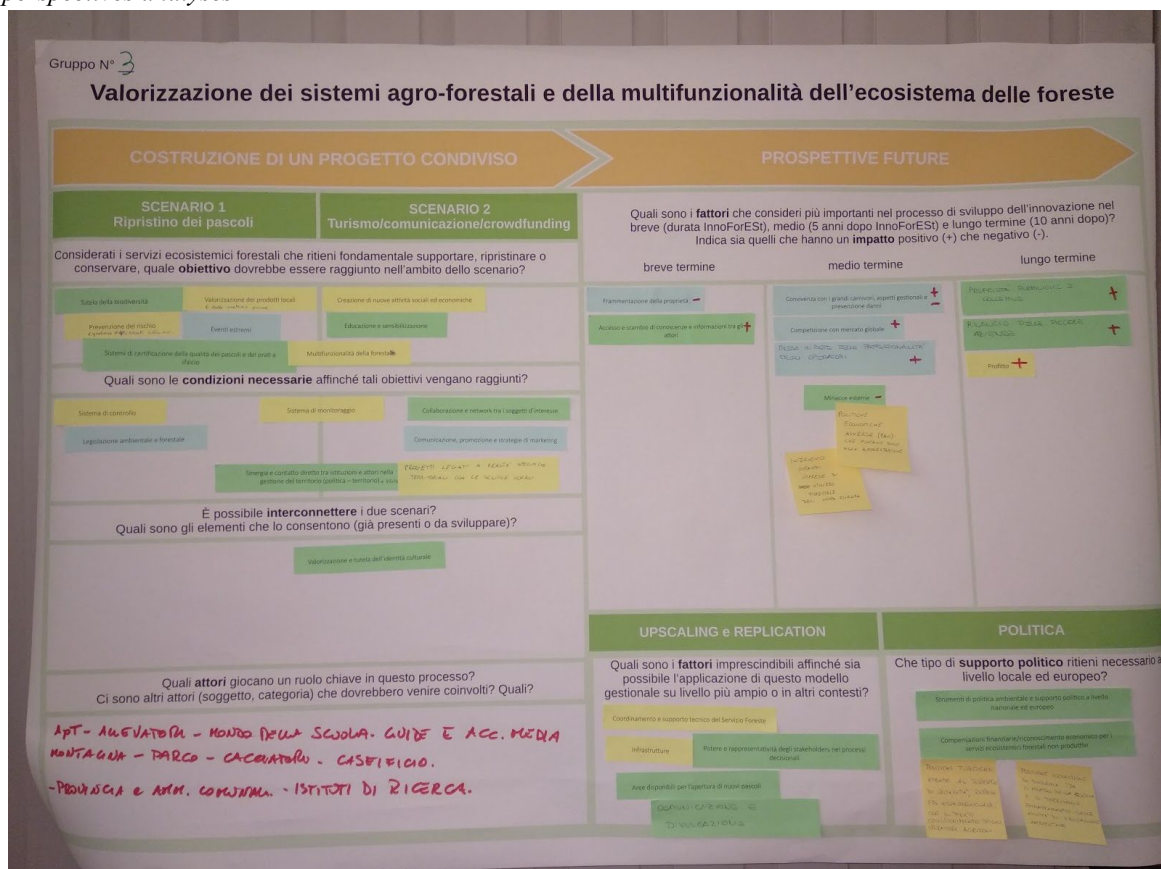 perspectives analyses
Gruppo N° 3
Valorizzazione dei sistemi agro-forestali e della multifunzionalità dell'ecosistema delle foreste
COSTRUZIONE DI UN PROGETTO CONDIVISO
PROSPETTIVE FUTURE
SCENARIO 1
Ripristino dei pascoli
SCENARIO 2
Turismo/comunicazione/crowdfunding
Considerati i servizi ecosistemici forestali che ritieni fondamentale supportare, ripristinare o
conservare, quale obiettivo dovrebbe essere raggiunto nell'ambito dello scenario?
Tutela della biodiversità
Valorizzazione dei prodotti locali
Creazione di nuove attività sociali ed economiche
Prevenzione del rischio
Eventi estremi
Educazione e sensibilizzazione
Sistemi di certificazione della qualità dei pascoli e dei prati a
sfalcio
Multifunzionalità della foresta
Quali sono le condizioni necessarie affinché tali obiettivi vengano raggiunti?
Sistema di controllo
Sistema di monitoraggio
Collaborazione e network tra i soggetti d'interesse
Legislazione ambientale e forestale
Comunicazione, promozione e strategie di marketing
Sinergia e contatto diretto tra istituzioni e attori nella
gestione del territorio (politica - territorio)
PROGETTI LEGATI A
È possibile interconnettere i due scenari?
Quali sono gli elementi che lo consentono (già presenti o da sviluppare)?
Valorizzazione e tutela dell'identità culturale
Quali attori giocano un ruolo chiave in questo processo?
Ci sono altri attori (soggetto, categoria) che dovrebbero venire coinvolti? Quali?
APT - ALLEVATORI - MONDO DELLA SCUOLA. GUIDE E ACC. MEDIA
MONTAGNA - PARCO - CACCIATORI - CASEIFICIO.
- PROVINCIA e AMM. COMUNALI. - ISTITUTI DI RICERCA.
Quali sono i fattori che consideri più importanti nel processo di sviluppo dell'innovazione nel
breve (durata InnoForESt), medio (5 anni dopo InnoForESt) e lungo termine (10 anni dopo)?
Indica sia quelli che hanno un impatto positivo (+) che negativo (-).
breve termine
medio termine
lungo termine
Frammentazione della proprietà -
Accesso e scambio di conoscenze e informazioni tra gli +
attori
Convivenza con i grandi carnivori, aspetti gestionali e +
prevenzione danni -
Competizione con mercato globale +
+
Minacce esterne -
POLITICHE
+
+
Profitto +
UPSCALING e REPLICATION
Quali sono i fattori imprescindibili affinché sia
possibile l'applicazione di questo modello
gestionale su livello più ampio o in altri contesti?
Coordinamento e supporto tecnico del Servizio Foreste
Infrastrutture
Potere e rappresentatività degli stakeholders nei processi
decisionali
Aree disponibili per l'apertura di nuovi pascoli
COMUNICAZIONE E
DIVULGAZIONE
POLITICA
Che tipo di supporto politico ritieni necessario a
livello locale ed europeo?
Strumenti di politica ambientale e supporto politico a livello
nazionale ed europeo
Compensazioni finanziarie/riconoscimento economico per i
servizi ecosistemici forestali non produttivi